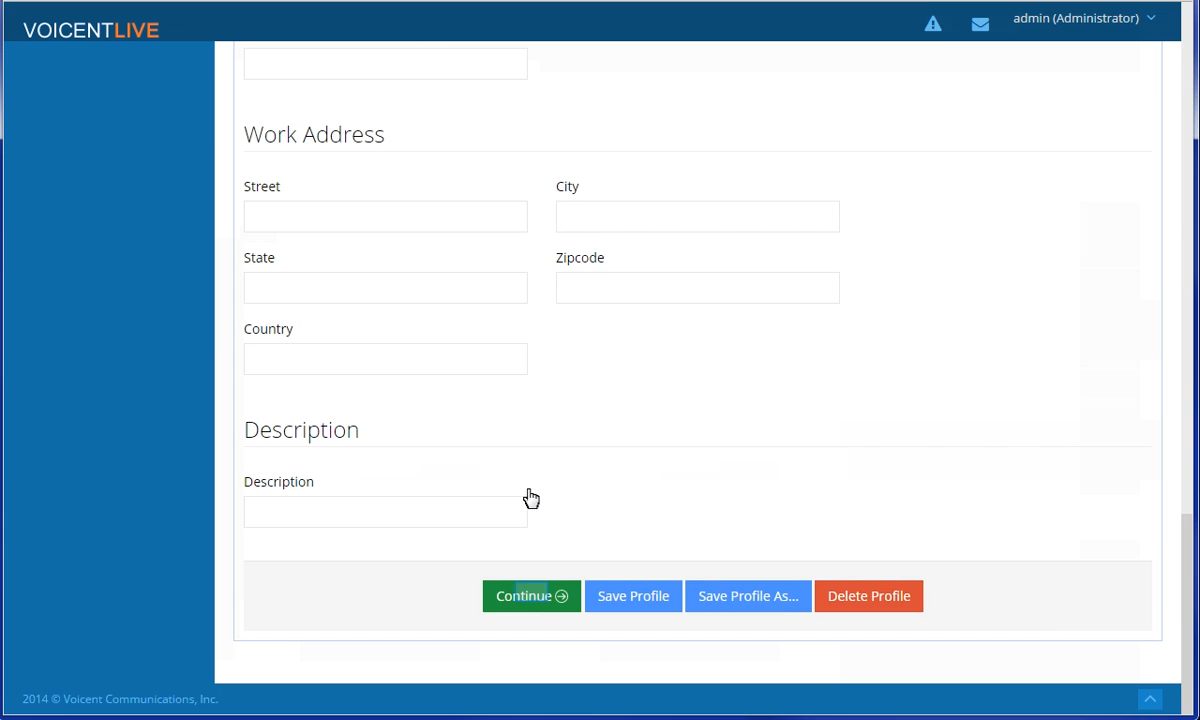 VOICENTLIVE
admin (Administrator)
Work Address
Street City
State Zipcode
Country
Description
Description
Continue Save Profile Save Profile As... Delete Profile
2014 © Voicent Communications, Inc.